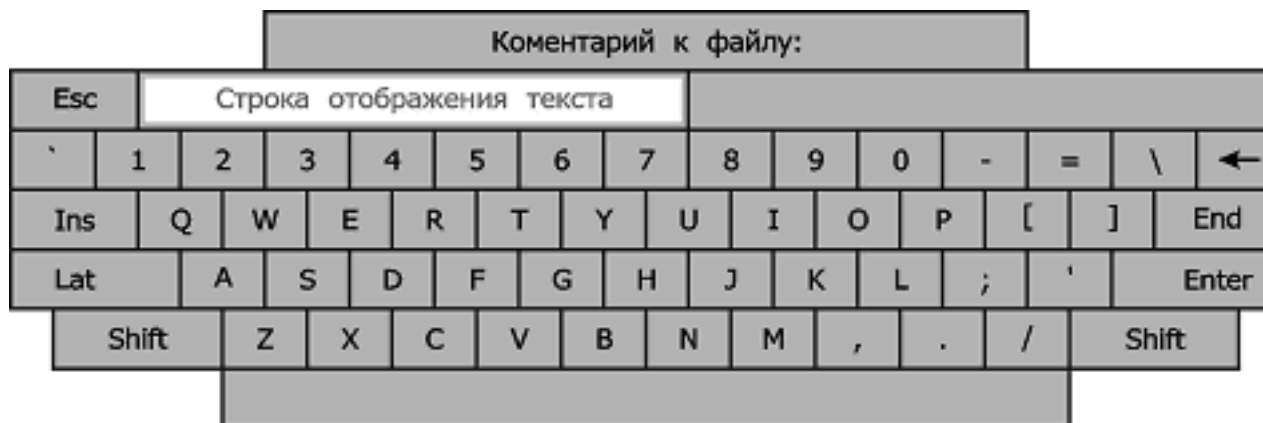 Коментарий к файлу:
Esc Строка отображения текста
` 1 2 3 4 5 6 7 8 9 0 - = \ ←
Ins Q W E R T Y U I O P [ ] End
Lat A S D F G H J K L ; ' Enter
Shift Z X C V B N M , . / Shift